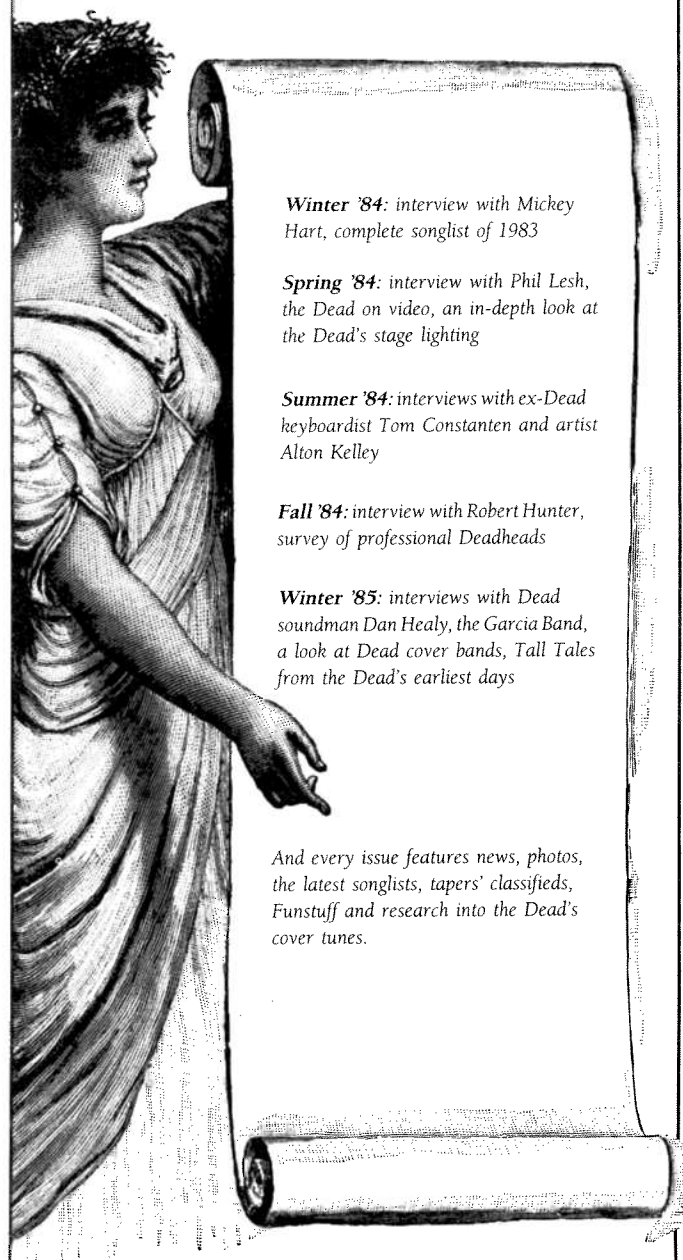 Winter '84: interview with Mickey
Hart, complete songlist of 1983
Spring '84: interview with Phil Lesh,
the Dead on video, an in-depth look at
the Dead's stage lighting
Summer '84: interviews with ex-Dead
keyboardist Tom Constanten and artist
Alton Kelley
Fall '84: interview with Robert Hunter,
survey of professional Deadheads
Winter '85: interviews with Dead
soundman Dan Healy, the Garcia Band,
a look at Dead cover bands, Tall Tales
from the Dead's earliest days
And every issue features news, photos,
the latest songlists, tapers' classifieds,
Funstuff and research into the Dead's
cover tunes.